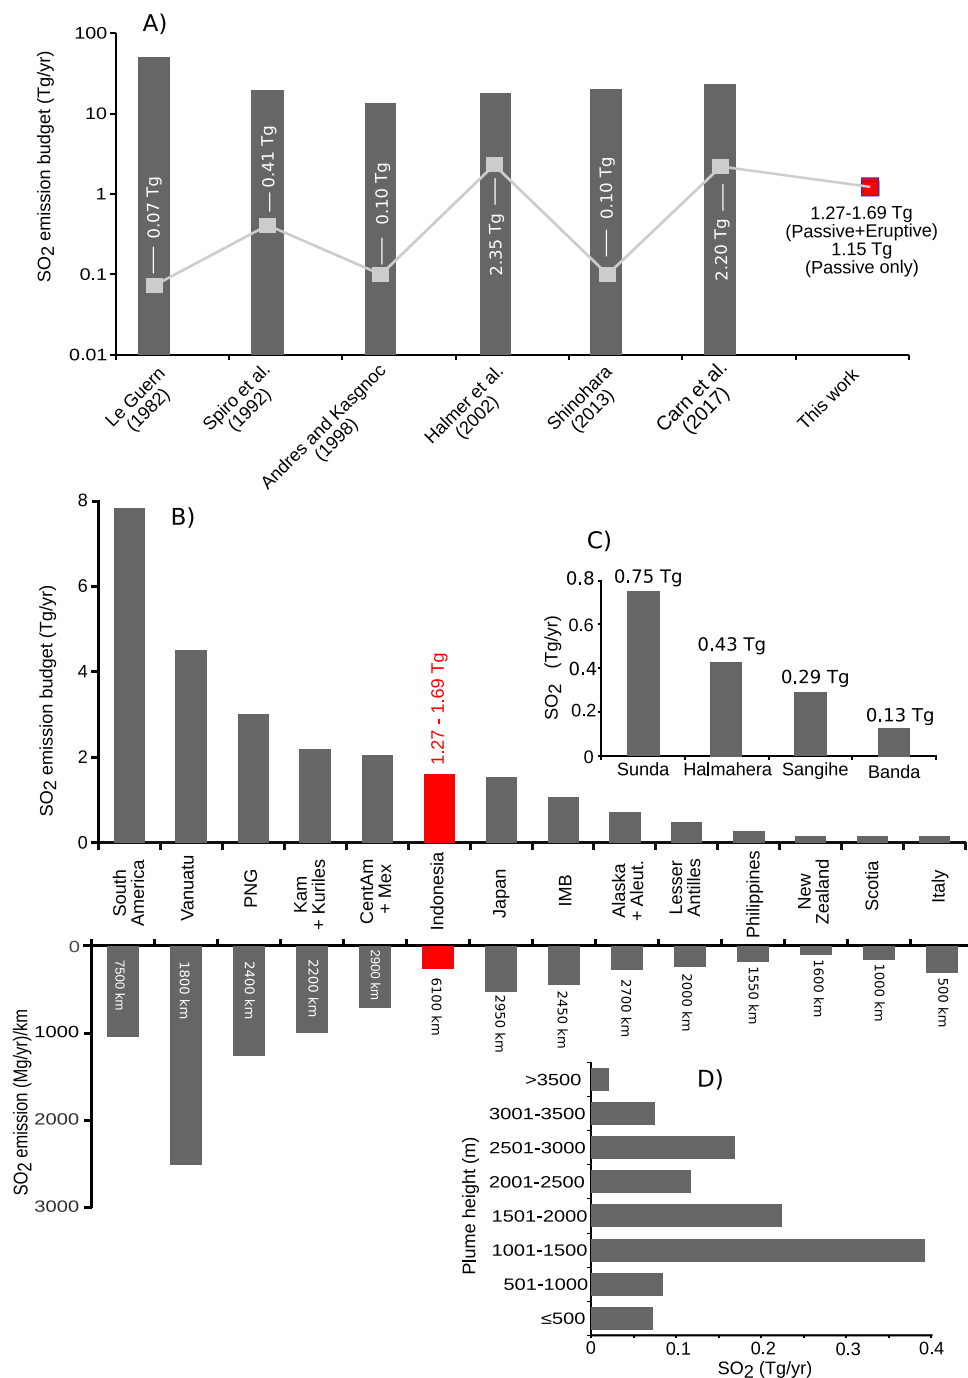 A)
SO2 emission budget (Tg/yr)
100
10
1
0.1
0.01
0.07 Tg
0.41 Tg
0.10 Tg
2.35 Tg
0.10 Tg
2.20 Tg
1.27-1.69 Tg
(Passive+Eruptive)
1.15 Tg
(Passive only)
Le Guern
(1982)
Spiro et al.
(1992)
Andres and Kasgnoc
(1998)
Halmer et al.
(2002)
Shinohara
(2013)
Carn et al.
(2017)
This work
B)
SO2 emission budget (Tg/yr)
8
6
4
2
0
1.27 - 1.69 Tg
South
America
Vanuatu
PNG
Kam
+ Kuriles
CentAm
+ Mex
Indonesia
Japan
IMB
Alaska
+ Aleut.
Lesser
Antilles
Philippines
New
Zealand
Scotia
Italy
C)
SO2 (Tg/yr)
0.8
0.6
0.4
0.2
0
0.75 Tg
0.43 Tg
0.29 Tg
0.13 Tg
Sunda
Halmahera
Sangihe
Banda
SO2 emission (Mg/yr)/km
0
1000
2000
3000
7500 km
1800 km
2400 km
2200 km
2900 km
6100 km
2950 km
2450 km
2700 km
2000 km
1550 km
1600 km
1000 km
500 km
D)
Plume height (m)
>3500
3001-3500
2501-3000
2001-2500
1501-2000
1001-1500
501-1000
≤500
0
0.1
0.2
0.3
0.4
SO2 (Tg/yr)